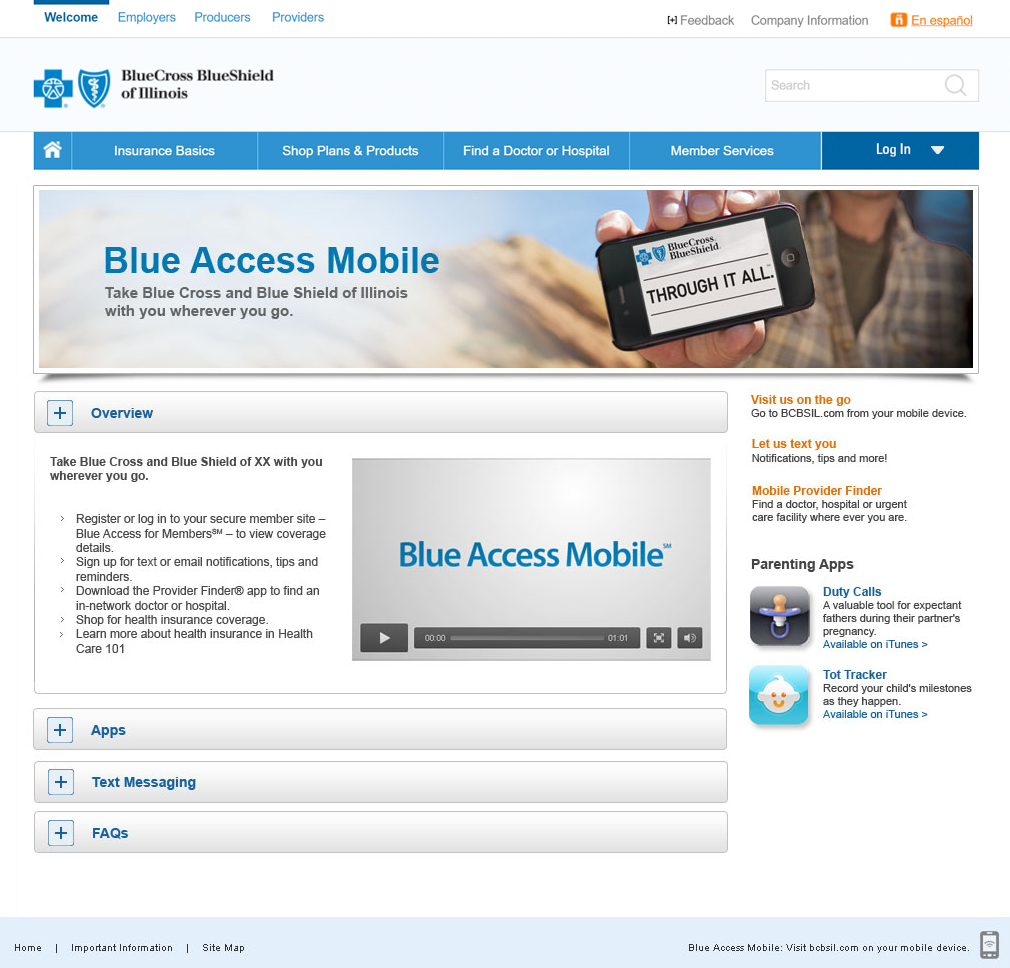 Welcome Employers Producers Providers
[+] Feedback Company Information ñ En español
BlueCross BlueShield
of Illinois
Search
Insurance Basics Shop Plans & Products Find a Doctor or Hospital Member Services Log In
Blue Access Mobile
Take Blue Cross and Blue Shield of Illinois
with you wherever you go.
BlueCross
BlueShield
THROUGH IT ALL.
Overview
Take Blue Cross and Blue Shield of XX with you
wherever you go.
Register or log in to your secure member site –
Blue Access for Members℠ – to view coverage
details.
Sign up for text or email notifications, tips and
reminders.
Download the Provider Finder® app to find an
in-network doctor or hospital.
Shop for health insurance coverage.
Learn more about health insurance in Health
Care 101
Blue Access Mobile℠
00:00 01:01
Apps
Text Messaging
FAQs
Visit us on the go
Go to BCBSIL.com from your mobile device.
Let us text you
Notifications, tips and more!
Mobile Provider Finder
Find a doctor, hospital or urgent
care facility where ever you are.
Parenting Apps
Duty Calls
A valuable tool for expectant
fathers during their partner's
pregnancy.
Available on iTunes >
Tot Tracker
Record your child's milestones
as they happen.
Available on iTunes >
Home | Important Information | Site Map
Blue Access Mobile: Visit bcbsil.com on your mobile device.